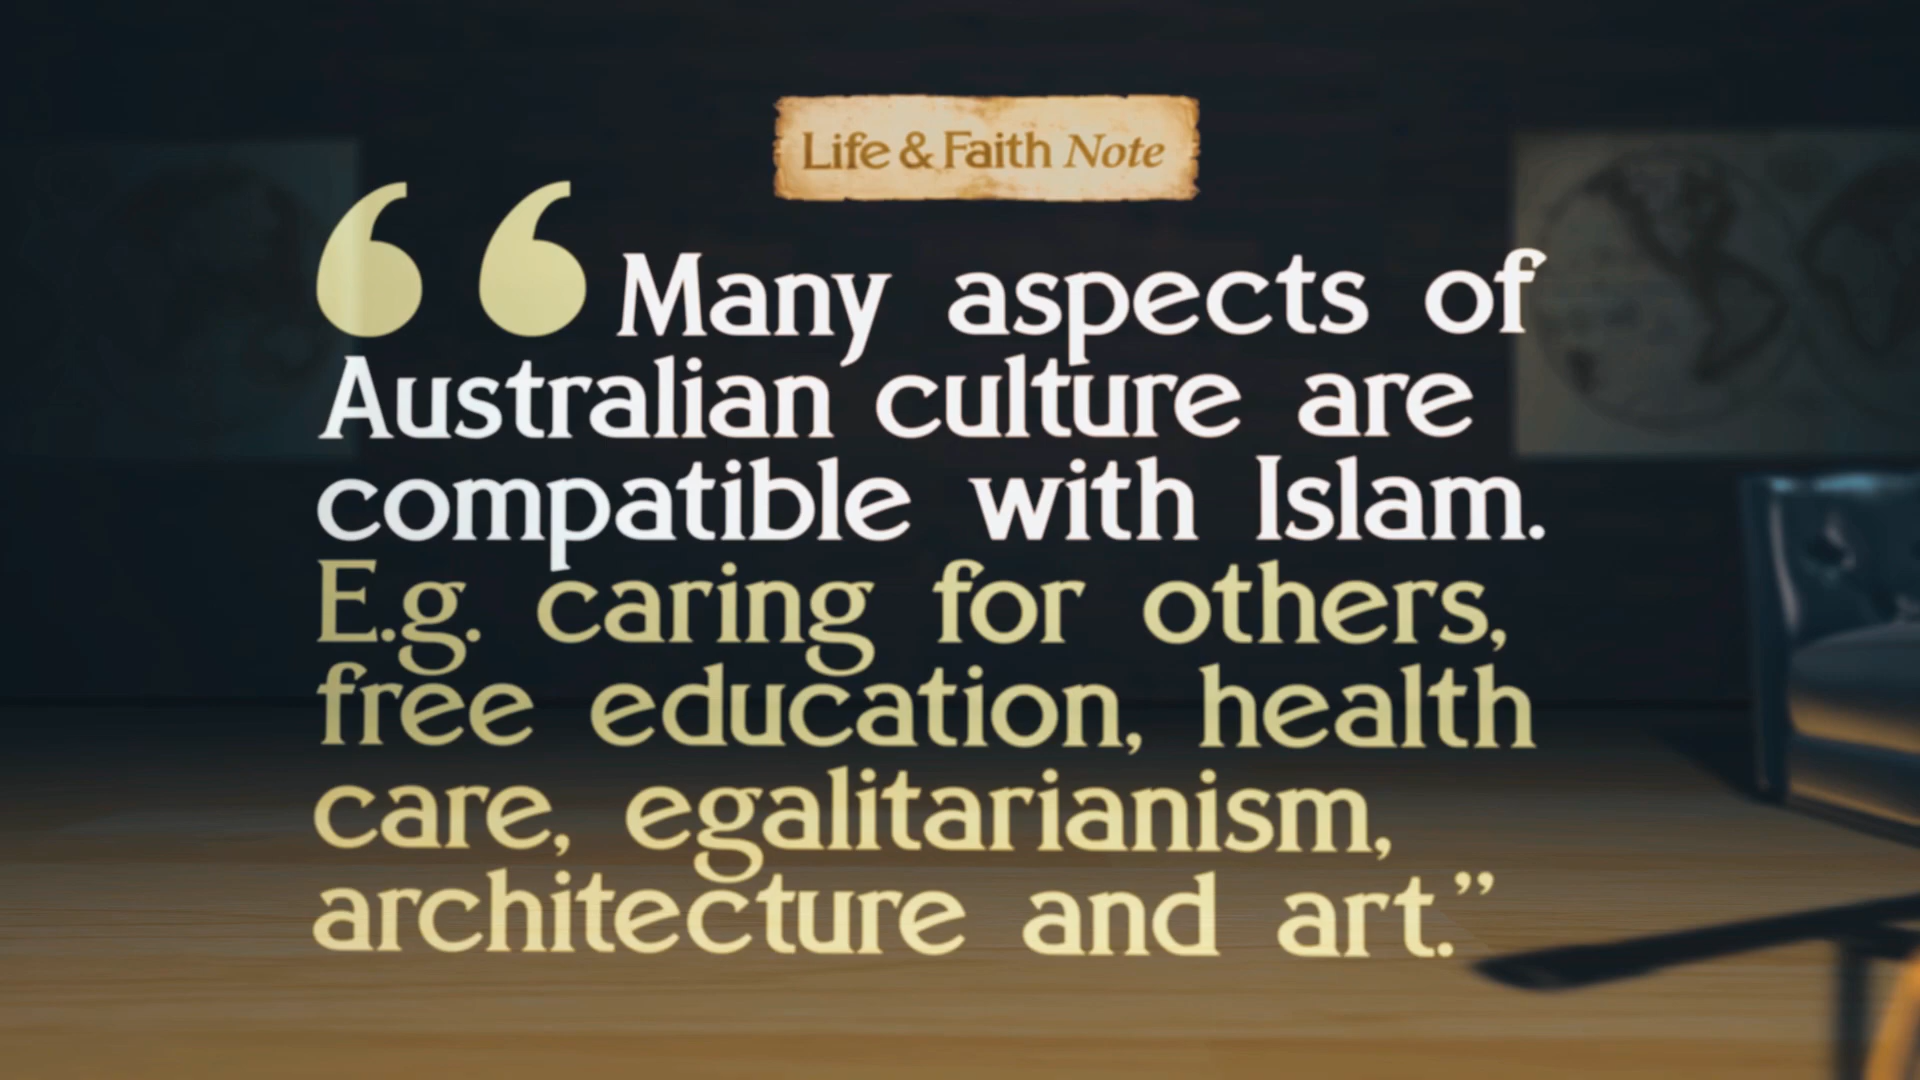 Life & Faith Note
“Many aspects of
Australian culture are
compatible with Islam.
E.g. caring for others,
free education, health
care, egalitarianism,
architecture and art.”